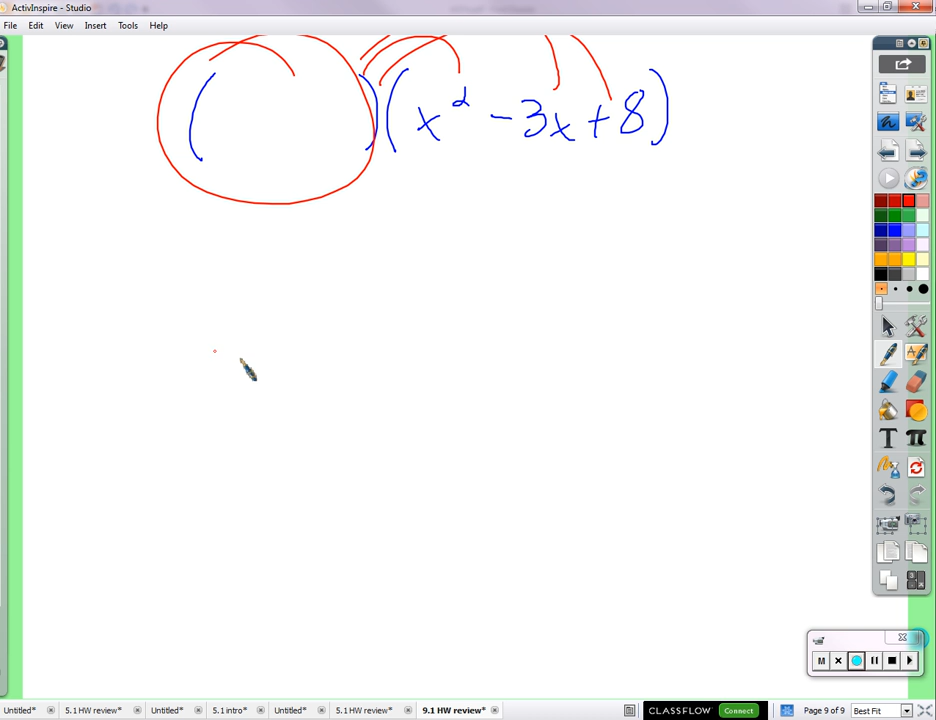 ActivInspire - Studio
File Edit View Insert Tools Help
( )(x² - 3x + 8)
T π
M
Untitled* 5.1 HW review* Untitled* 5.1 intro* Untitled* 5.1 HW review* 9.1 HW review* CLASSFLOW Connect Page 9 of 9 Best Fit